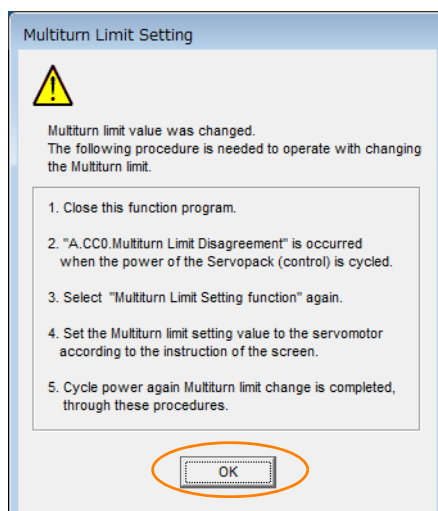 Multiturn Limit Setting
Multiturn limit value was changed.
The following procedure is needed to operate with changing
the Multiturn limit.
1. Close this function program.
2. "A.CC0.Multiturn Limit Disagreement" is occurred
when the power of the Servopack (control) is cycled.
3. Select "Multiturn Limit Setting function" again.
4. Set the Multiturn limit setting value to the servomotor
according to the instruction of the screen.
5. Cycle power again Multiturn limit change is completed,
through these procedures.
OK